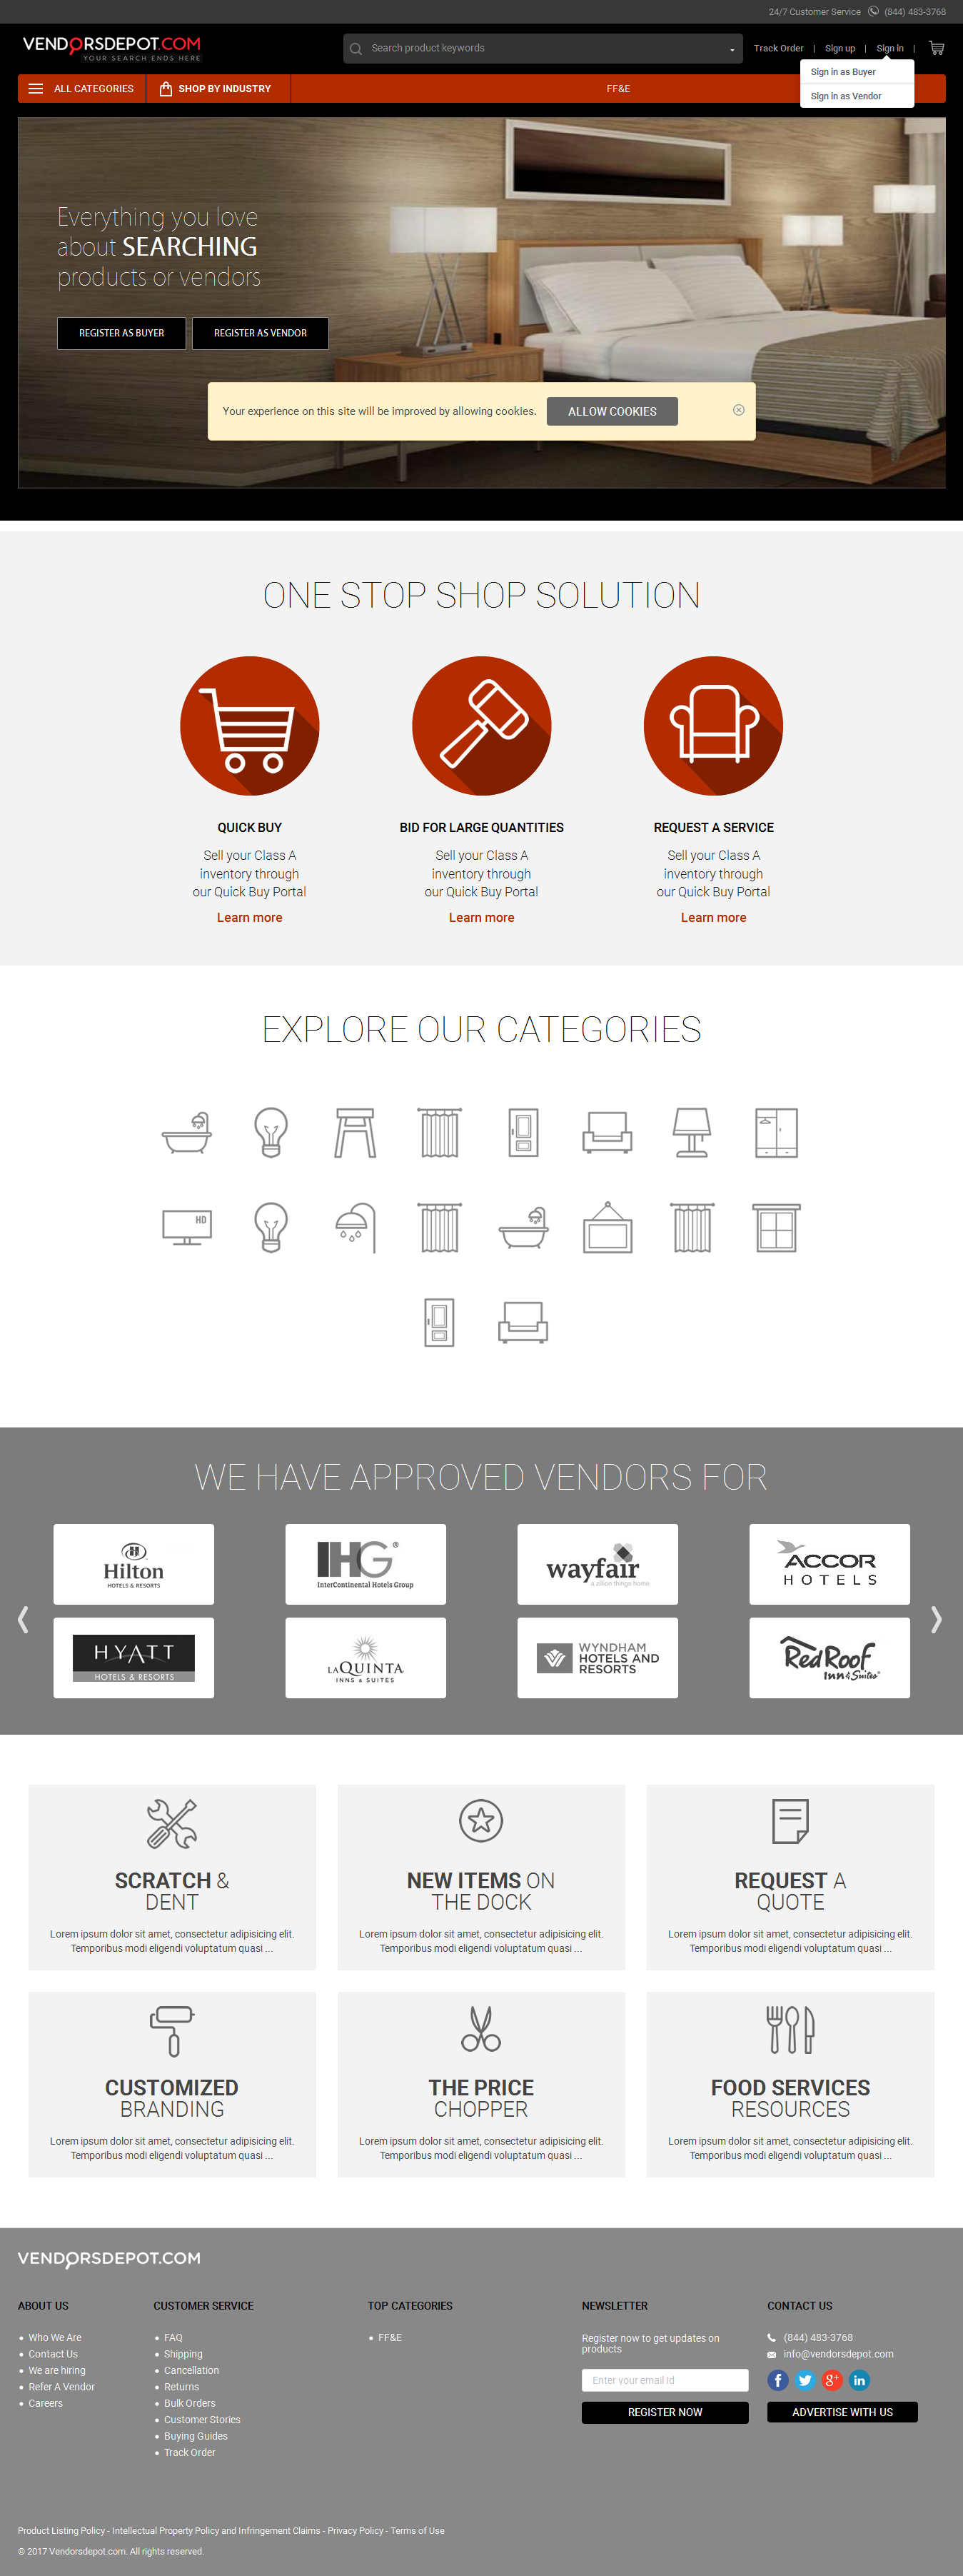 24/7 Customer Service (844) 483-3768
VENDORSDEPOT.COM
YOUR SEARCH ENDS HERE
Search product keywords
Track Order | Sign up | Sign in |
Sign in as Buyer
Sign in as Vendor
ALL CATEGORIES SHOP BY INDUSTRY FF&E
Everything you love
about SEARCHING
products or vendors
REGISTER AS BUYER REGISTER AS VENDOR
Your experience on this site will be improved by allowing cookies. ALLOW COOKIES
ONE STOP SHOP SOLUTION
QUICK BUY
Sell your Class A
inventory through
our Quick Buy Portal
Learn more
BID FOR LARGE QUANTITIES
Sell your Class A
inventory through
our Quick Buy Portal
Learn more
REQUEST A SERVICE
Sell your Class A
inventory through
our Quick Buy Portal
Learn more
EXPLORE OUR CATEGORIES
HD
WE HAVE APPROVED VENDORS FOR
Hilton
HOTELS & RESORTS
IHG®
InterContinental Hotels Group
wayfair
a zillion things home
ACCOR
HOTELS
HYATT
HOTELS & RESORTS
LAQUINTA
INNS & SUITES
WYNDHAM
HOTELS AND
RESORTS
Red Roof
Inn & Suites®
SCRATCH &
DENT
Lorem ipsum dolor sit amet, consectetur adipisicing elit.
Temporibus modi eligendi voluptatum quasi ...
NEW ITEMS ON
THE DOCK
Lorem ipsum dolor sit amet, consectetur adipisicing elit.
Temporibus modi eligendi voluptatum quasi ...
REQUEST A
QUOTE
Lorem ipsum dolor sit amet, consectetur adipisicing elit.
Temporibus modi eligendi voluptatum quasi ...
CUSTOMIZED
BRANDING
Lorem ipsum dolor sit amet, consectetur adipisicing elit.
Temporibus modi eligendi voluptatum quasi ...
THE PRICE
CHOPPER
Lorem ipsum dolor sit amet, consectetur adipisicing elit.
Temporibus modi eligendi voluptatum quasi ...
FOOD SERVICES
RESOURCES
Lorem ipsum dolor sit amet, consectetur adipisicing elit.
Temporibus modi eligendi voluptatum quasi ...
VENDORSDEPOT.COM
ABOUT US
Who We Are
Contact Us
We are hiring
Refer A Vendor
Careers
CUSTOMER SERVICE
FAQ
Shipping
Cancellation
Returns
Bulk Orders
Customer Stories
Buying Guides
Track Order
TOP CATEGORIES
FF&E
NEWSLETTER
Register now to get updates on
products
Enter your email Id
REGISTER NOW
CONTACT US
(844) 483-3768
info@vendorsdepot.com
f g+ in
ADVERTISE WITH US
Product Listing Policy - Intellectual Property Policy and Infringement Claims - Privacy Policy - Terms of Use
© 2017 Vendorsdepot.com. All rights reserved.